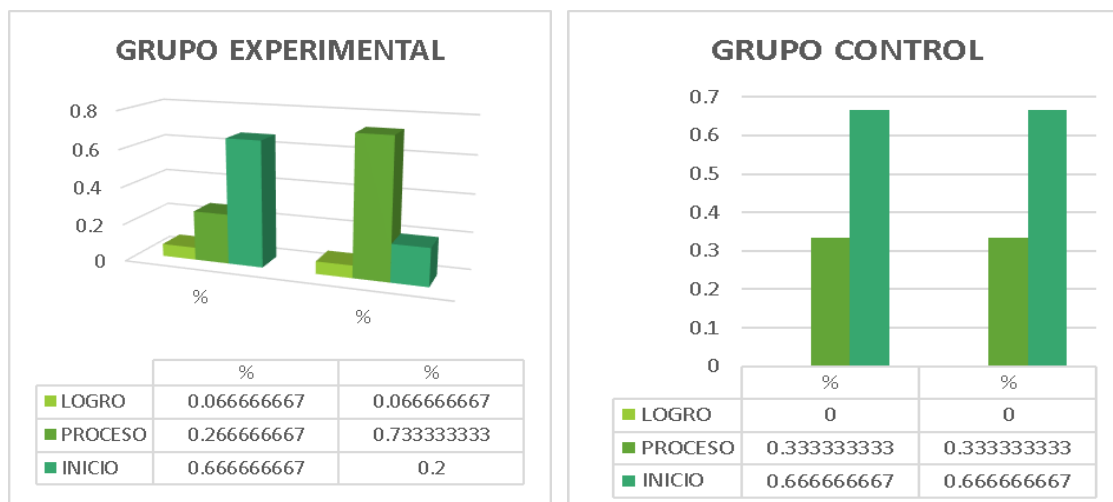 GRUPO EXPERIMENTAL
0.8
0.6
0.4
0.2
0
%
%
% %
LOGRO 0.066666667 0.066666667
PROCESO 0.266666667 0.733333333
INICIO 0.666666667 0.2
GRUPO CONTROL
0.7
0.6
0.5
0.4
0.3
0.2
0.1
0
% %
LOGRO 0 0
PROCESO 0.333333333 0.333333333
INICIO 0.666666667 0.666666667